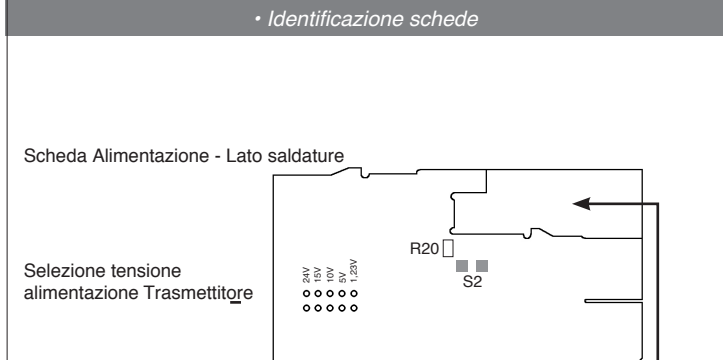 • Identificazione schede
Scheda Alimentazione - Lato saldature
R20
S2
24V
15V
10V
5V
1,23V
Selezione tensione
alimentazione Trasmettitore